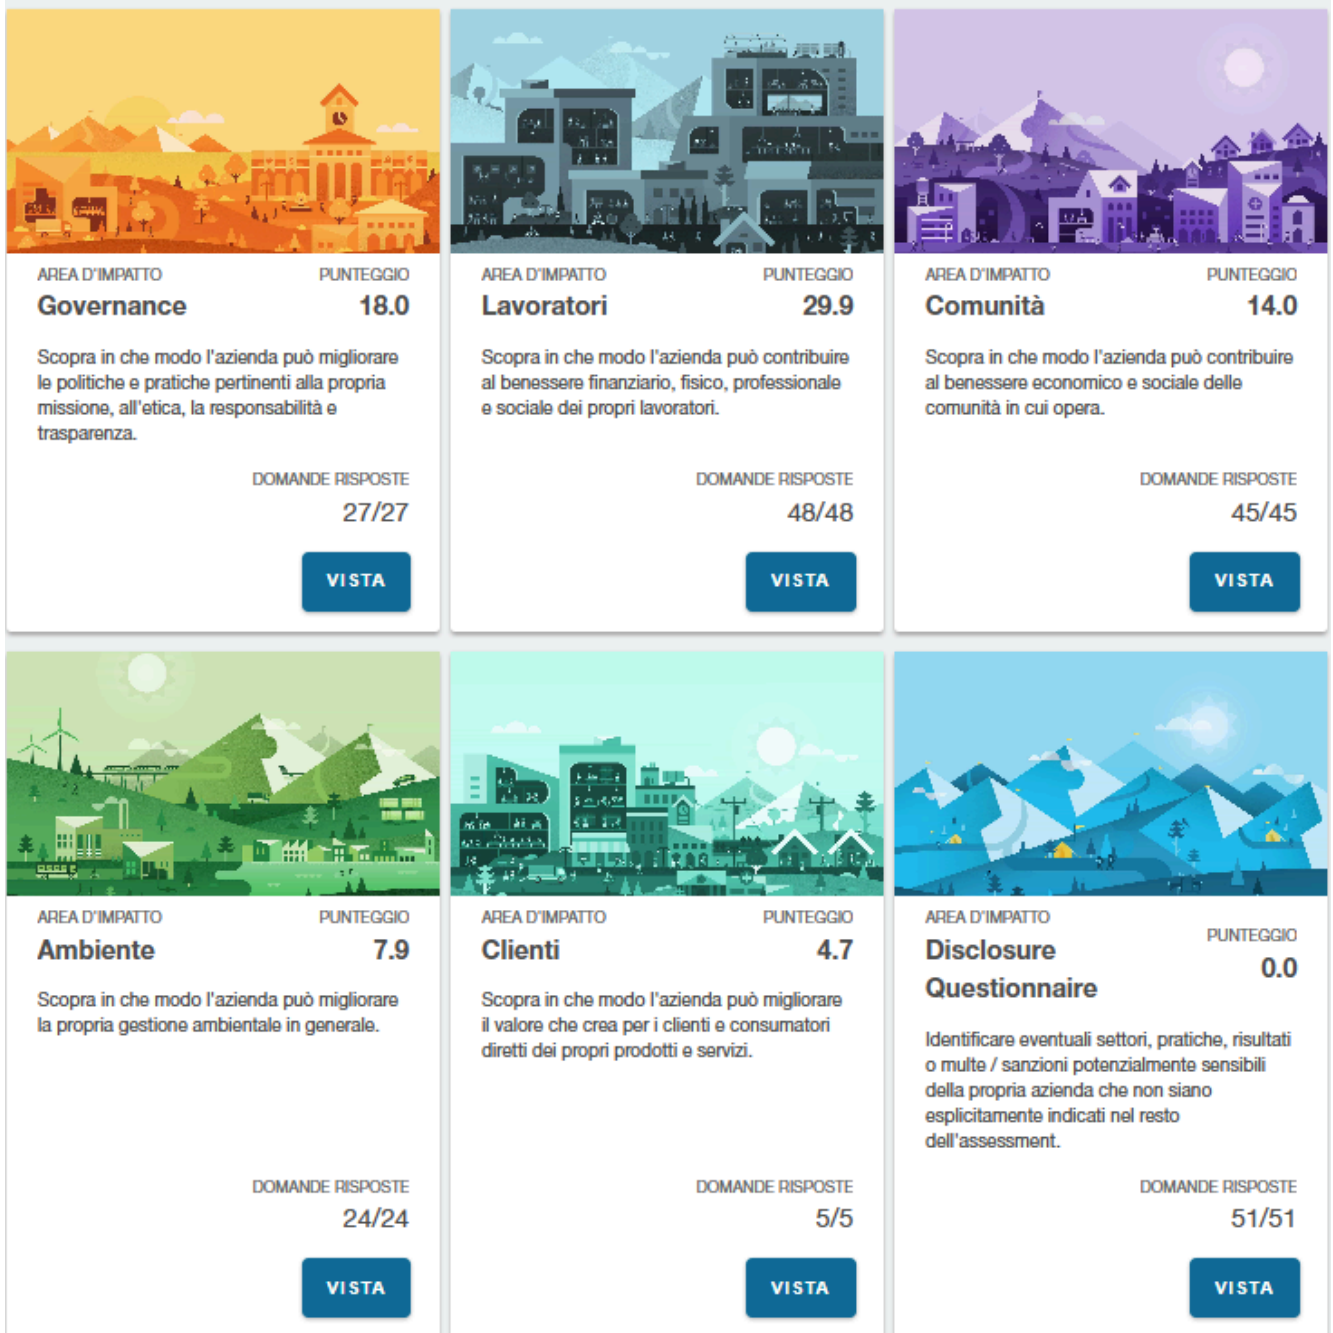 AREA D'IMPATTO PUNTEGGIO
Governance 18.0
Scopra in che modo l'azienda può migliorare
le politiche e pratiche pertinenti alla propria
missione, all'etica, la responsabilità e
trasparenza.
DOMANDE RISPOSTE
27/27
VISTA
AREA D'IMPATTO PUNTEGGIO
Lavoratori 29.9
Scopra in che modo l'azienda può contribuire
al benessere finanziario, fisico, professionale
e sociale dei propri lavoratori.
DOMANDE RISPOSTE
48/48
VISTA
AREA D'IMPATTO PUNTEGGIO
Comunità 14.0
Scopra in che modo l'azienda può contribuire
al benessere economico e sociale delle
comunità in cui opera.
DOMANDE RISPOSTE
45/45
VISTA
AREA D'IMPATTO PUNTEGGIO
Ambiente 7.9
Scopra in che modo l'azienda può migliorare
la propria gestione ambientale in generale.
DOMANDE RISPOSTE
24/24
VISTA
AREA D'IMPATTO PUNTEGGIO
Clienti 4.7
Scopra in che modo l'azienda può migliorare
il valore che crea per i clienti e consumatori
diretti dei propri prodotti e servizi.
DOMANDE RISPOSTE
5/5
VISTA
AREA D'IMPATTO
PUNTEGGIO
Disclosure
0.0
Questionnaire
Identificare eventuali settori, pratiche, risultati
o multe / sanzioni potenzialmente sensibili
della propria azienda che non siano
esplicitamente indicati nel resto
dell'assessment.
DOMANDE RISPOSTE
51/51
VISTA